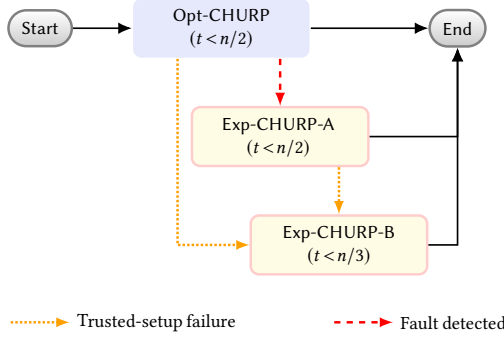 Start
Opt-CHURP
(t < n/2)
End
Exp-CHURP-A
(t < n/2)
Exp-CHURP-B
(t < n/3)
Trusted-setup failure
Fault detected